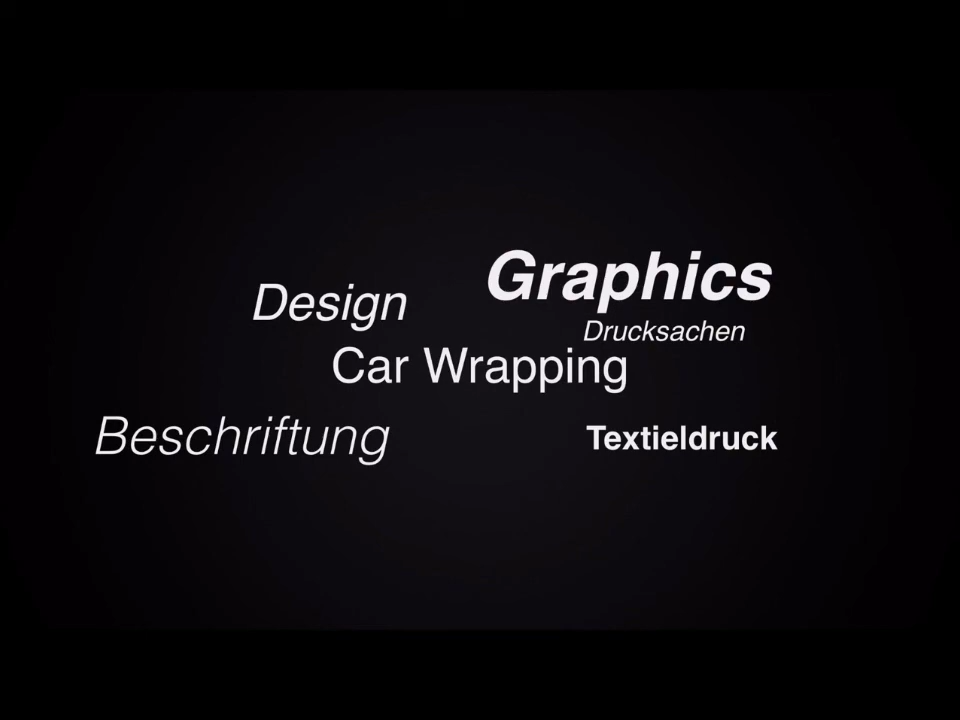 Graphics
Design
Drucksachen
Car Wrapping
Beschriftung
Textieldruck